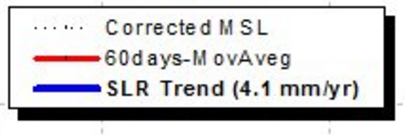 Corrected MSL
60days-MovAveg
SLR Trend (4.1 mm/yr)